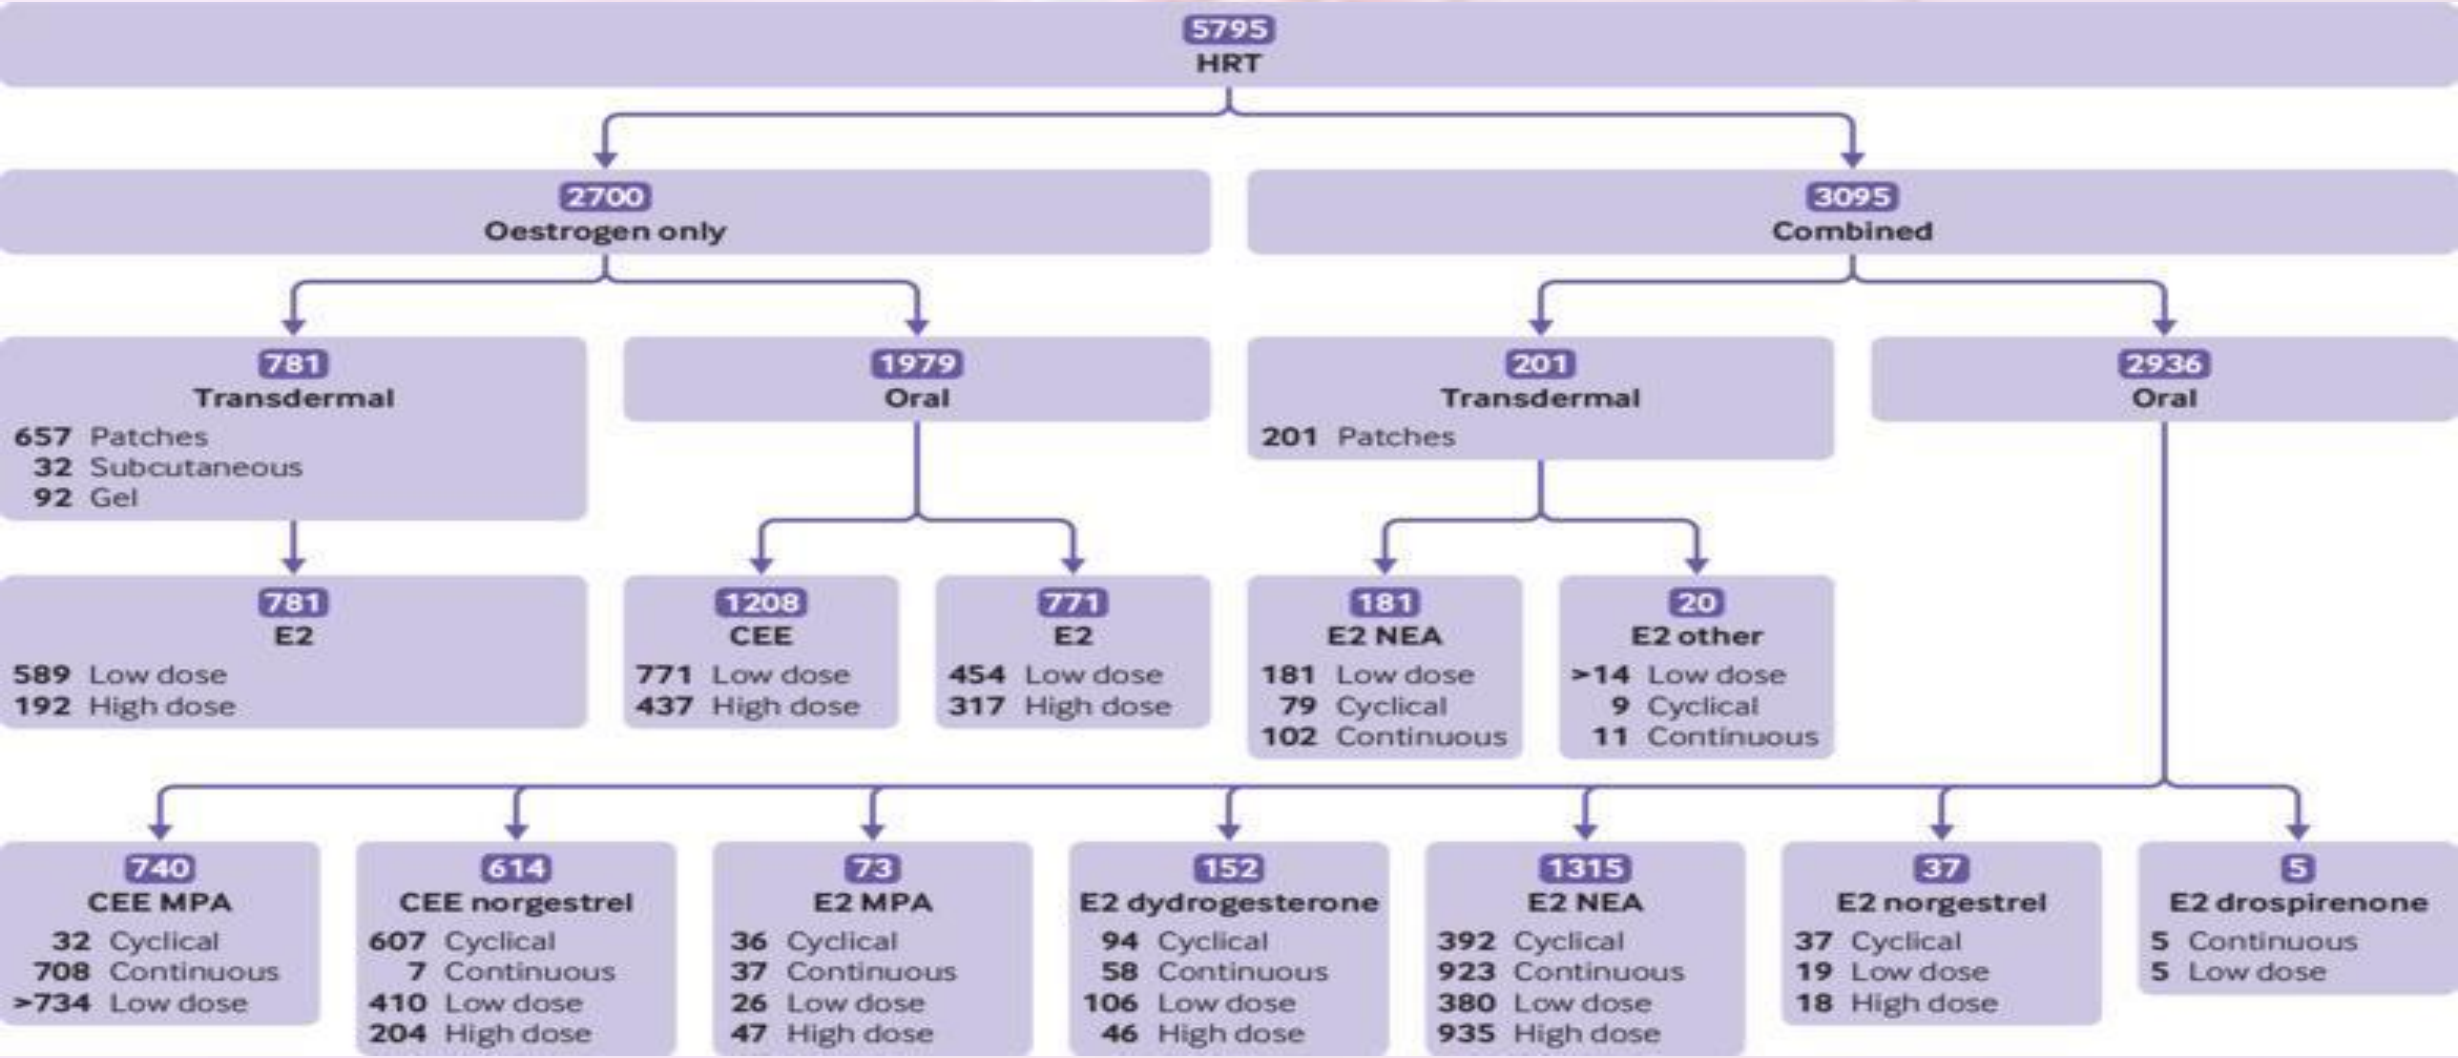 5795
HRT
2700
Oestrogen only
3095
Combined
781
Transdermal
657 Patches
32 Subcutaneous
92 Gel
1979
Oral
201
Transdermal
201 Patches
2936
Oral
781
E2
589 Low dose
192 High dose
1208
CEE
771 Low dose
437 High dose
771
E2
454 Low dose
317 High dose
181
E2 NEA
181 Low dose
79 Cyclical
102 Continuous
20
E2 other
>14 Low dose
9 Cyclical
11 Continuous
740
CEE MPA
32 Cyclical
708 Continuous
>734 Low dose
614
CEE norgestrel
607 Cyclical
7 Continuous
410 Low dose
204 High dose
73
E2 MPA
36 Cyclical
37 Continuous
26 Low dose
47 High dose
152
E2 dydrogesterone
94 Cyclical
58 Continuous
106 Low dose
46 High dose
1315
E2 NEA
392 Cyclical
923 Continuous
380 Low dose
935 High dose
37
E2 norgestrel
37 Cyclical
19 Low dose
18 High dose
5
E2 drospirenone
5 Continuous
5 Low dose